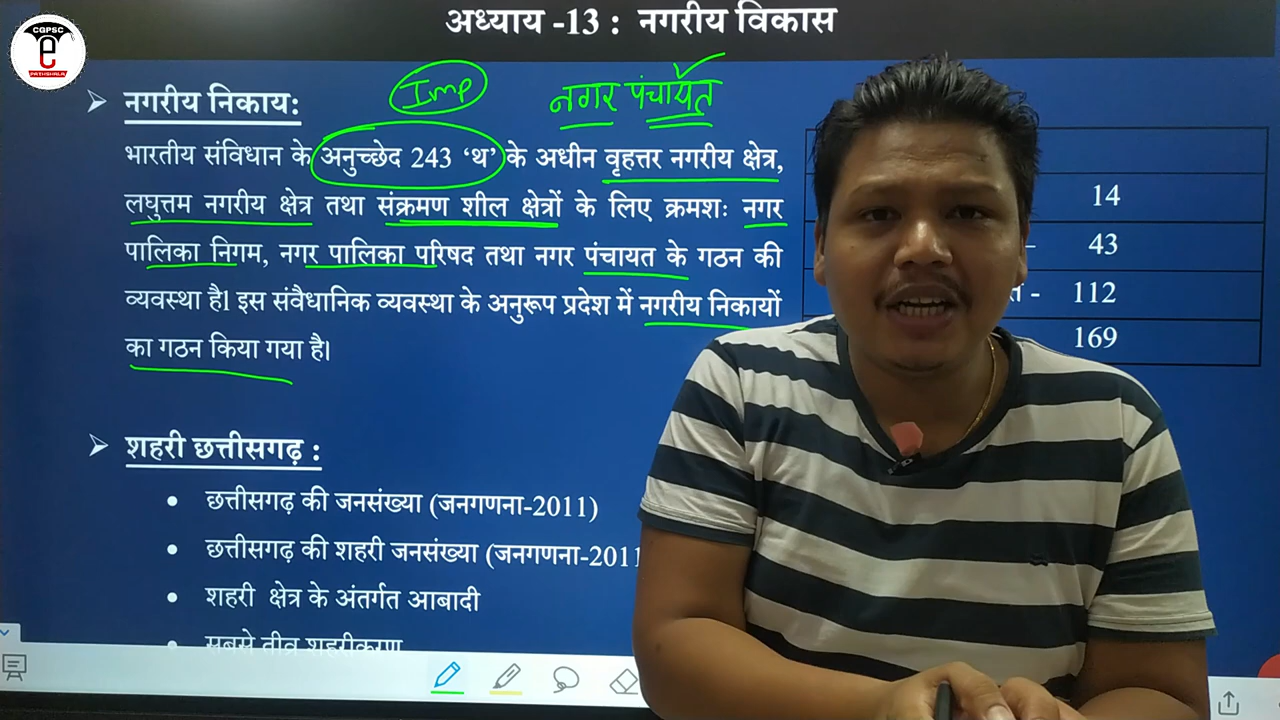 CGPSC
e
PATHSHALA
अध्याय -13 : नगरीय विकास
Imp
नगर पंचायत
नगरीय निकाय:
भारतीय संविधान के अनुच्छेद 243 ‘थ’ के अधीन वृहत्तर नगरीय क्षेत्र,
लघुत्तम नगरीय क्षेत्र तथा संक्रमण शील क्षेत्रों के लिए क्रमशः नगर
पालिका निगम, नगर पालिका परिषद तथा नगर पंचायत के गठन की
व्यवस्था है। इस संवैधानिक व्यवस्था के अनुरूप प्रदेश में नगरीय निकायों
का गठन किया गया है।
14
- 43
- 112
169
शहरी छत्तीसगढ़ :
छत्तीसगढ़ की जनसंख्या (जनगणना-2011)
छत्तीसगढ़ की शहरी जनसंख्या (जनगणना-2011
शहरी क्षेत्र के अंतर्गत आबादी
सबसे तीव्र शहरीकरण